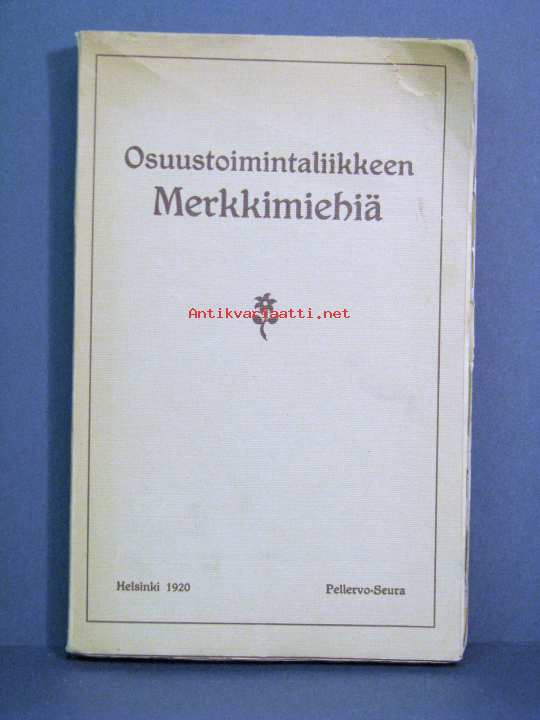 Osuustoimintaliikkeen
Merkkimiehiä
Antikvariaatti.net
Helsinki 1920 Pellervo-Seura